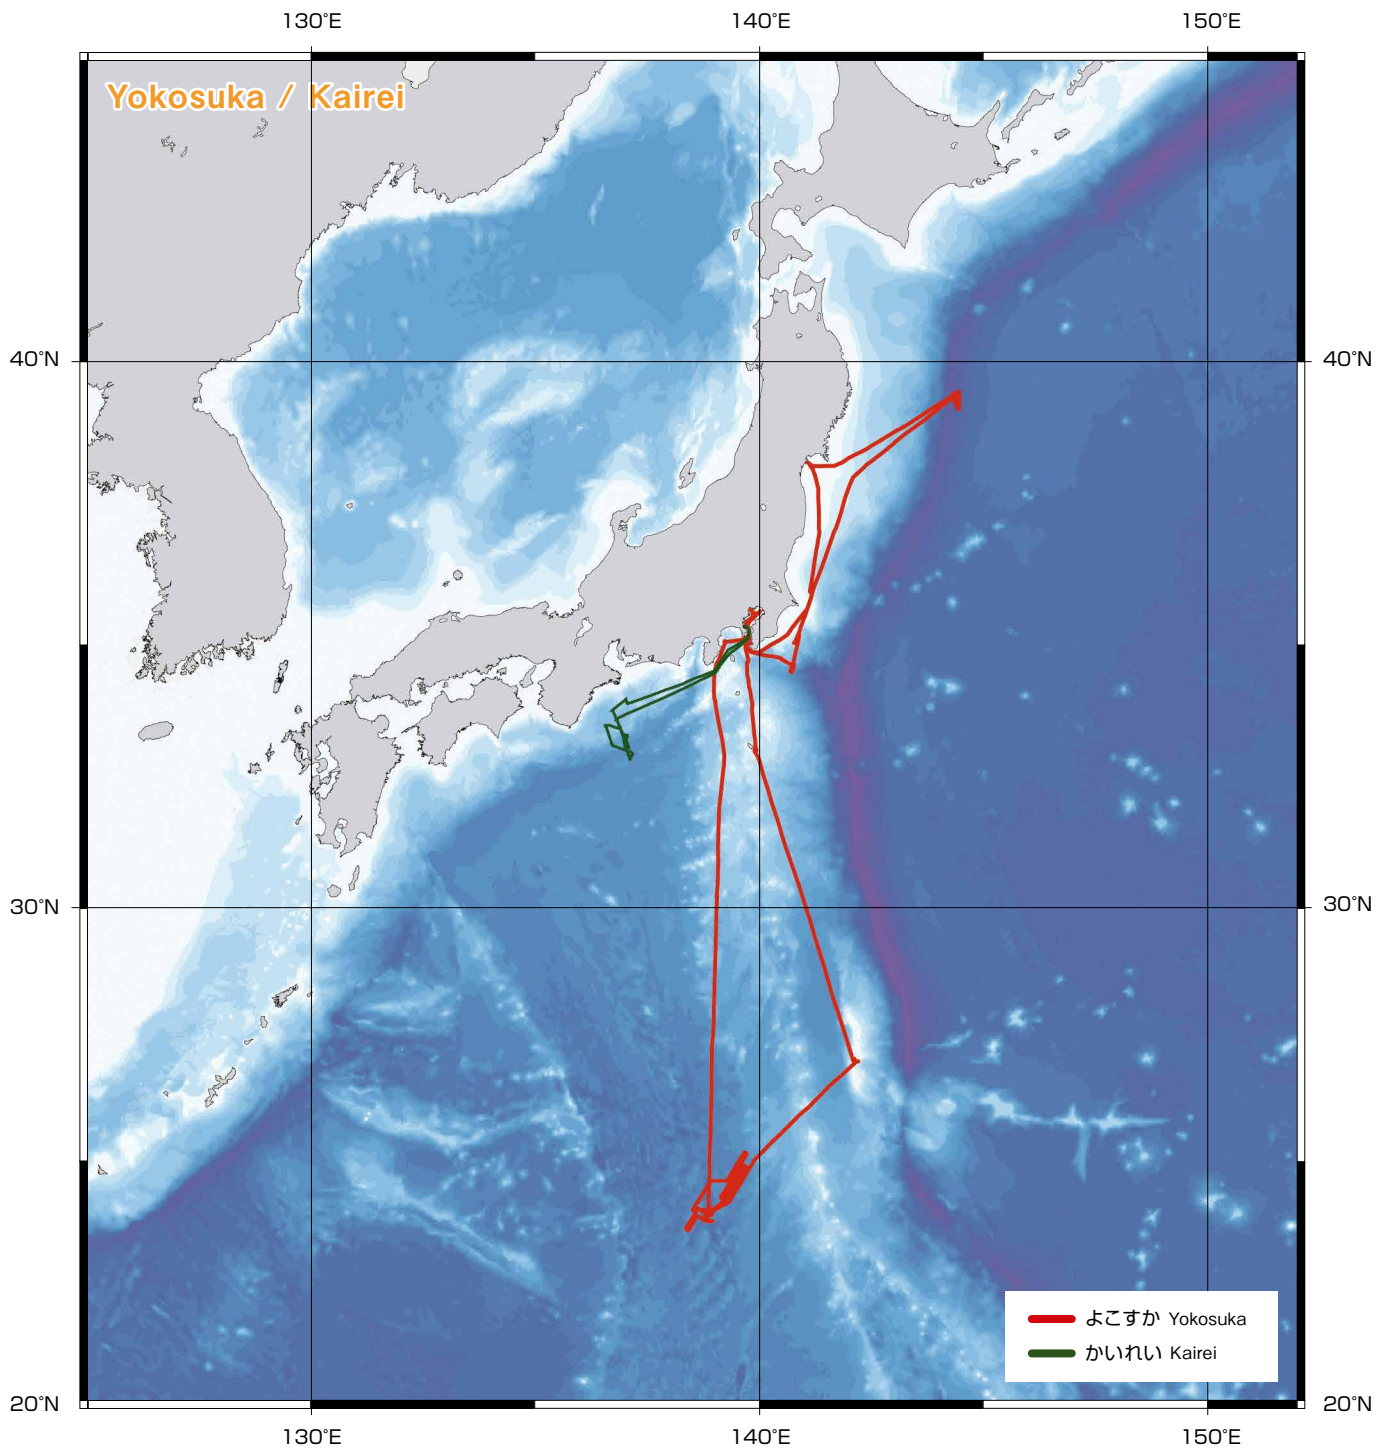 130°E 140°E 150°E
Yokosuka / Kairei
40°N 40°N
30°N 30°N
よこすか Yokosuka
かいれい Kairei
20°N 20°N
130°E 140°E 150°E